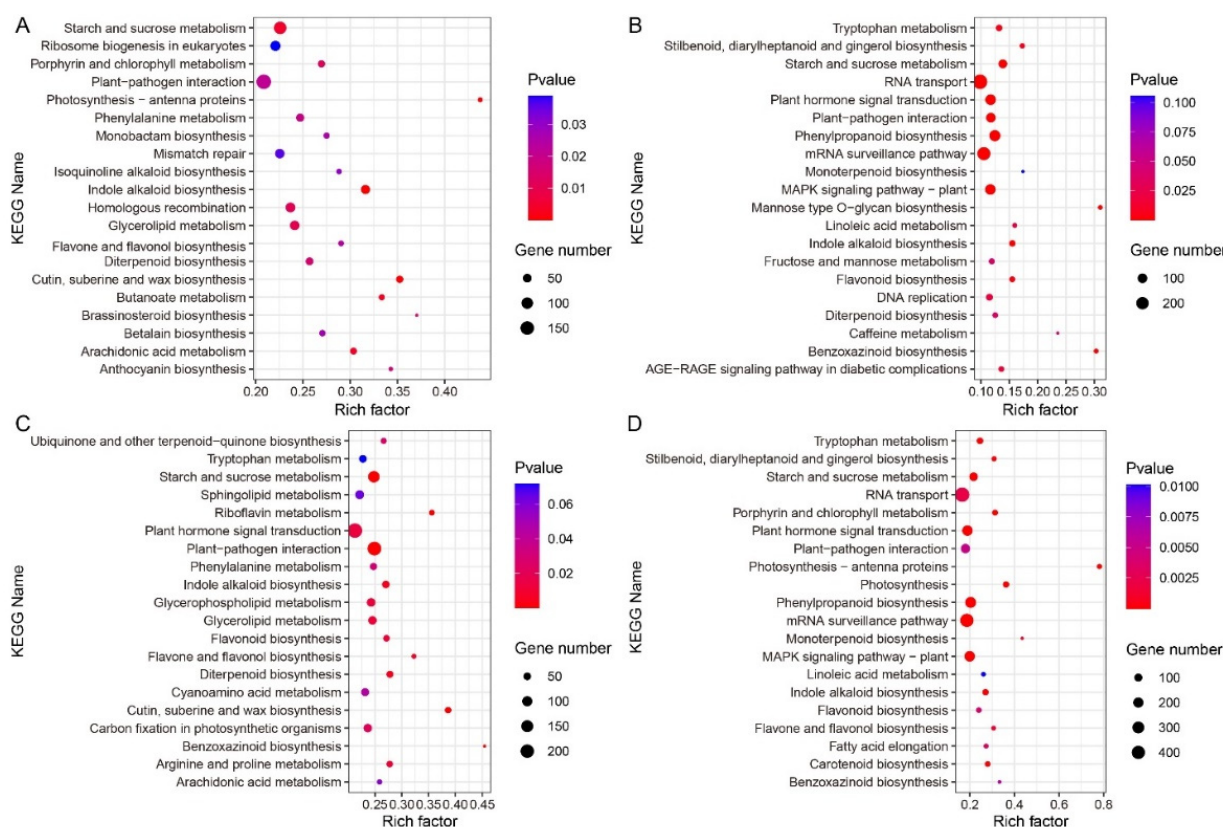 A
KEGG Name
Starch and sucrose metabolism
Ribosome biogenesis in eukaryotes
Porphyrin and chlorophyll metabolism
Plant−pathogen interaction
Photosynthesis − antenna proteins
Phenylalanine metabolism
Monobactam biosynthesis
Mismatch repair
Isoquinoline alkaloid biosynthesis
Indole alkaloid biosynthesis
Homologous recombination
Glycerolipid metabolism
Flavone and flavonol biosynthesis
Diterpenoid biosynthesis
Cutin, suberine and wax biosynthesis
Butanoate metabolism
Brassinosteroid biosynthesis
Betalain biosynthesis
Arachidonic acid metabolism
Anthocyanin biosynthesis
0.20 0.25 0.30 0.35 0.40
Rich factor
Pvalue
0.03
0.02
0.01
Gene number
50
100
150
B
KEGG Name
Tryptophan metabolism
Stilbenoid, diarylheptanoid and gingerol biosynthesis
Starch and sucrose metabolism
RNA transport
Plant hormone signal transduction
Plant−pathogen interaction
Phenylpropanoid biosynthesis
mRNA surveillance pathway
Monoterpenoid biosynthesis
MAPK signaling pathway − plant
Mannose type O−glycan biosynthesis
Linoleic acid metabolism
Indole alkaloid biosynthesis
Fructose and mannose metabolism
Flavonoid biosynthesis
DNA replication
Diterpenoid biosynthesis
Caffeine metabolism
Benzoxazinoid biosynthesis
AGE−RAGE signaling pathway in diabetic complications
0.10 0.15 0.20 0.25 0.30
Rich factor
Pvalue
0.100
0.075
0.050
0.025
Gene number
100
200
C
KEGG Name
Ubiquinone and other terpenoid−quinone biosynthesis
Tryptophan metabolism
Starch and sucrose metabolism
Sphingolipid metabolism
Riboflavin metabolism
Plant hormone signal transduction
Plant−pathogen interaction
Phenylalanine metabolism
Indole alkaloid biosynthesis
Glycerophospholipid metabolism
Glycerolipid metabolism
Flavonoid biosynthesis
Flavone and flavonol biosynthesis
Diterpenoid biosynthesis
Cyanoamino acid metabolism
Cutin, suberine and wax biosynthesis
Carbon fixation in photosynthetic organisms
Benzoxazinoid biosynthesis
Arginine and proline metabolism
Arachidonic acid metabolism
0.25 0.30 0.35 0.40 0.45
Rich factor
Pvalue
0.06
0.04
0.02
Gene number
50
100
150
200
D
KEGG Name
Tryptophan metabolism
Stilbenoid, diarylheptanoid and gingerol biosynthesis
Starch and sucrose metabolism
RNA transport
Porphyrin and chlorophyll metabolism
Plant hormone signal transduction
Plant−pathogen interaction
Photosynthesis − antenna proteins
Photosynthesis
Phenylpropanoid biosynthesis
mRNA surveillance pathway
Monoterpenoid biosynthesis
MAPK signaling pathway − plant
Linoleic acid metabolism
Indole alkaloid biosynthesis
Flavonoid biosynthesis
Flavone and flavonol biosynthesis
Fatty acid elongation
Carotenoid biosynthesis
Benzoxazinoid biosynthesis
0.2 0.4 0.6 0.8
Rich factor
Pvalue
0.0100
0.0075
0.0050
0.0025
Gene number
100
200
300
400